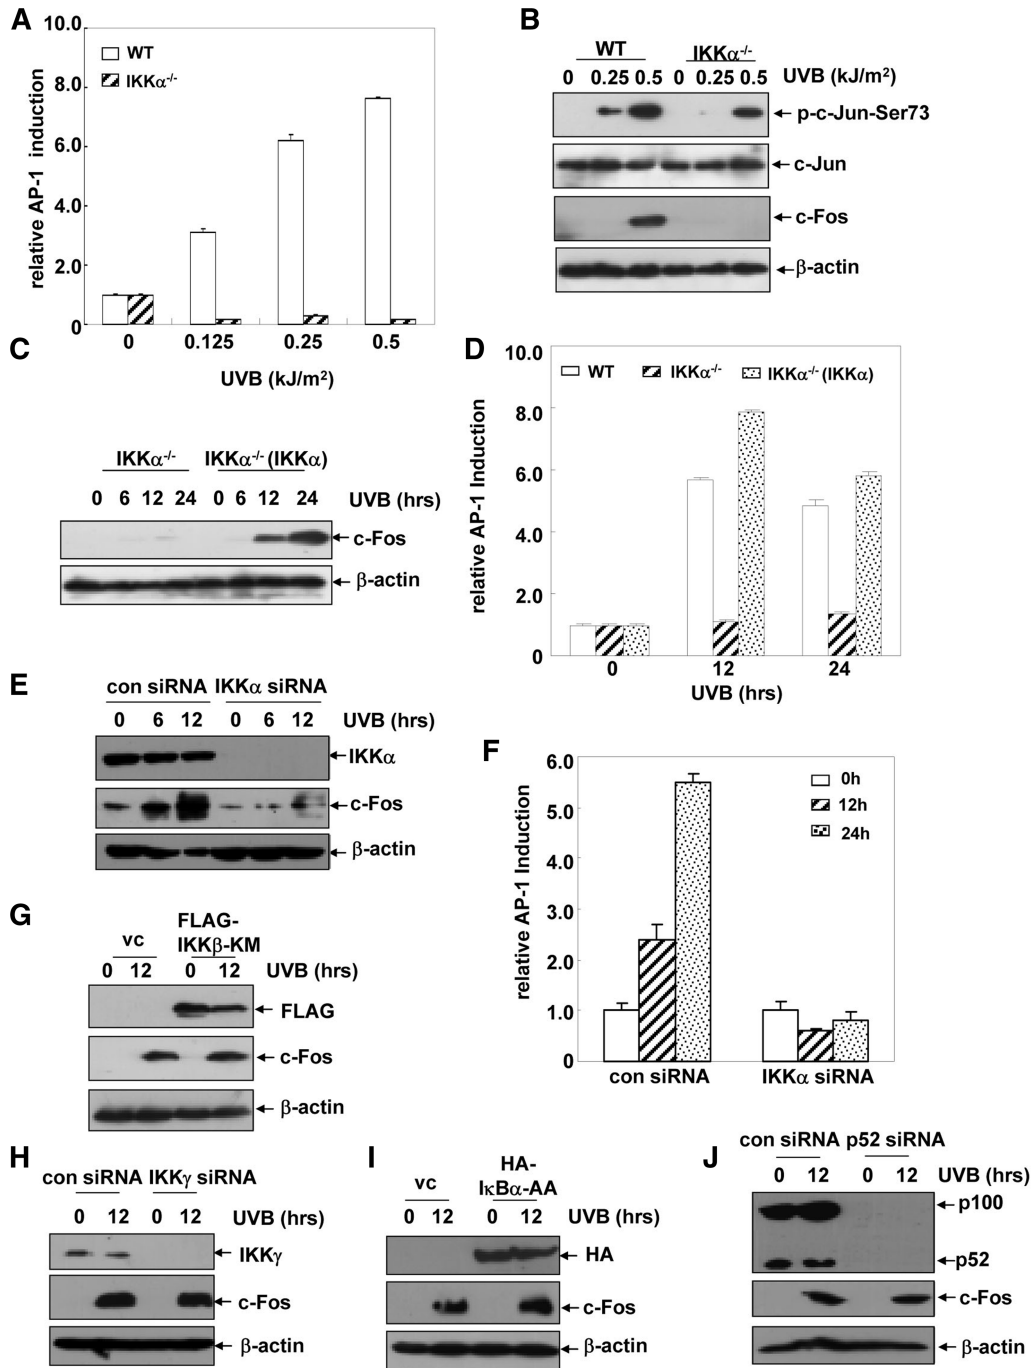 A
10.0
8.0
6.0
4.0
2.0
0
relative AP-1 induction
WT
IKKα-/-
0 0.125 0.25 0.5
UVB (kJ/m2)
B
WT IKKα-/-
0 0.25 0.5 0 0.25 0.5 UVB (kJ/m2)
p-c-Jun-Ser73
c-Jun
c-Fos
β-actin
C
IKKα-/- IKKα-/- (IKKα)
0 6 12 24 0 6 12 24 UVB (hrs)
c-Fos
β-actin
D
10.0
8.0
6.0
4.0
2.0
0
relative AP-1 Induction
WT IKKα-/- IKKα-/- (IKKα)
0 12 24
UVB (hrs)
E
con siRNA IKKα siRNA
0 6 12 0 6 12 UVB (hrs)
IKKα
c-Fos
β-actin
F
6.0
5.0
4.0
3.0
2.0
1.0
0
relative AP-1 Induction
0h
12h
24h
con siRNA IKKα siRNA
G
vc FLAG-
IKKβ-KM
0 12 0 12 UVB (hrs)
FLAG
c-Fos
β-actin
H
con siRNA IKKγ siRNA
0 12 0 12 UVB (hrs)
IKKγ
c-Fos
β-actin
I
vc HA-
IκBα-AA
0 12 0 12 UVB (hrs)
HA
c-Fos
β-actin
J
con siRNA p52 siRNA
0 12 0 12 UVB (hrs)
p100
p52
c-Fos
β-actin